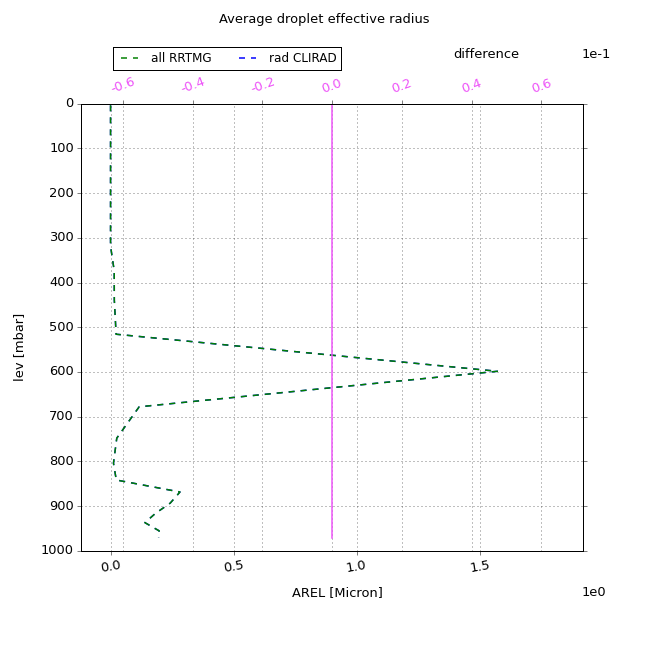 Average droplet effective radius
all RRTMG rad CLIRAD difference 1e-1
-0.6 -0.4 -0.2 0.0 0.2 0.4 0.6
0
100
200
300
400
500
600
700
800
900
1000
lev [mbar]
0.0 0.5 1.0 1.5
AREL [Micron] 1e0